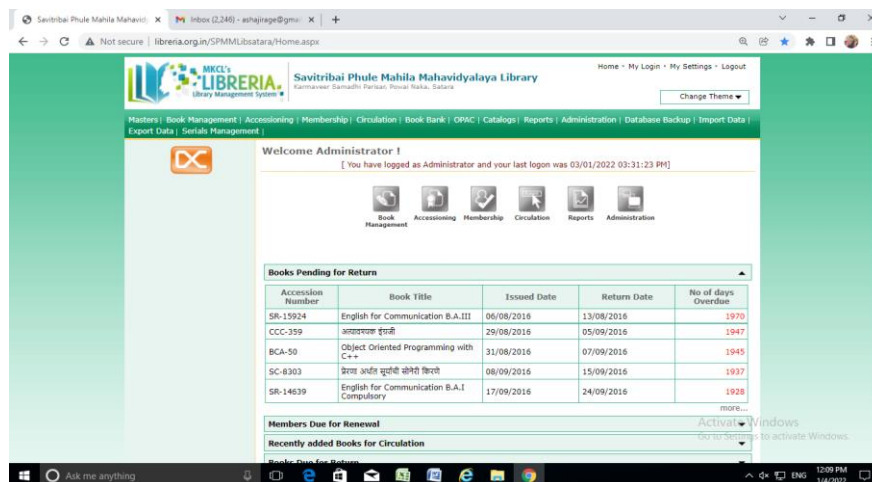 Savitribai Phule Mahila Mahavid
Inbox (2,246) - ashajirage@gmai
Not secure | libreria.org.in/SPMMLibsatara/Home.aspx
MKCL's
LIBRERIA
Library Management System
Savitribai Phule Mahila Mahavidyalaya Library
Karmaveer Samadhi Parisar, Powai Naka, Satara
Home - My Login - My Settings - Logout
Change Theme
Masters | Book Management | Accessioning | Membership | Circulation | Book Bank | OPAC | Catalogs | Reports | Administration | Database Backup | Import Data |
Export Data | Serials Management |
Welcome Administrator !
[ You have logged as Administrator and your last logon was 03/01/2022 03:31:23 PM]
Book Management Accessioning Membership Circulation Reports Administration
Books Pending for Return
Accession Number Book Title Issued Date Return Date No of days Overdue
SR-15924 English for Communication B.A.III 06/08/2016 13/08/2016 1970
CCC-359 अत्यावश्यक इंग्रजी 29/08/2016 05/09/2016 1947
BCA-50 Object Oriented Programming with C++ 31/08/2016 07/09/2016 1945
SC-8303 प्रेरणा अर्थात सूर्याची सोनेरी किरणे 08/09/2016 15/09/2016 1937
SR-14639 English for Communication B.A.I Compulsory 17/09/2016 24/09/2016 1928
more...
Members Due for Renewal
Recently added Books for Circulation
Books Due for Return
Activate Windows
Go to Settings to activate Windows.
Ask me anything
ENG
12:09 PM
1/4/2022